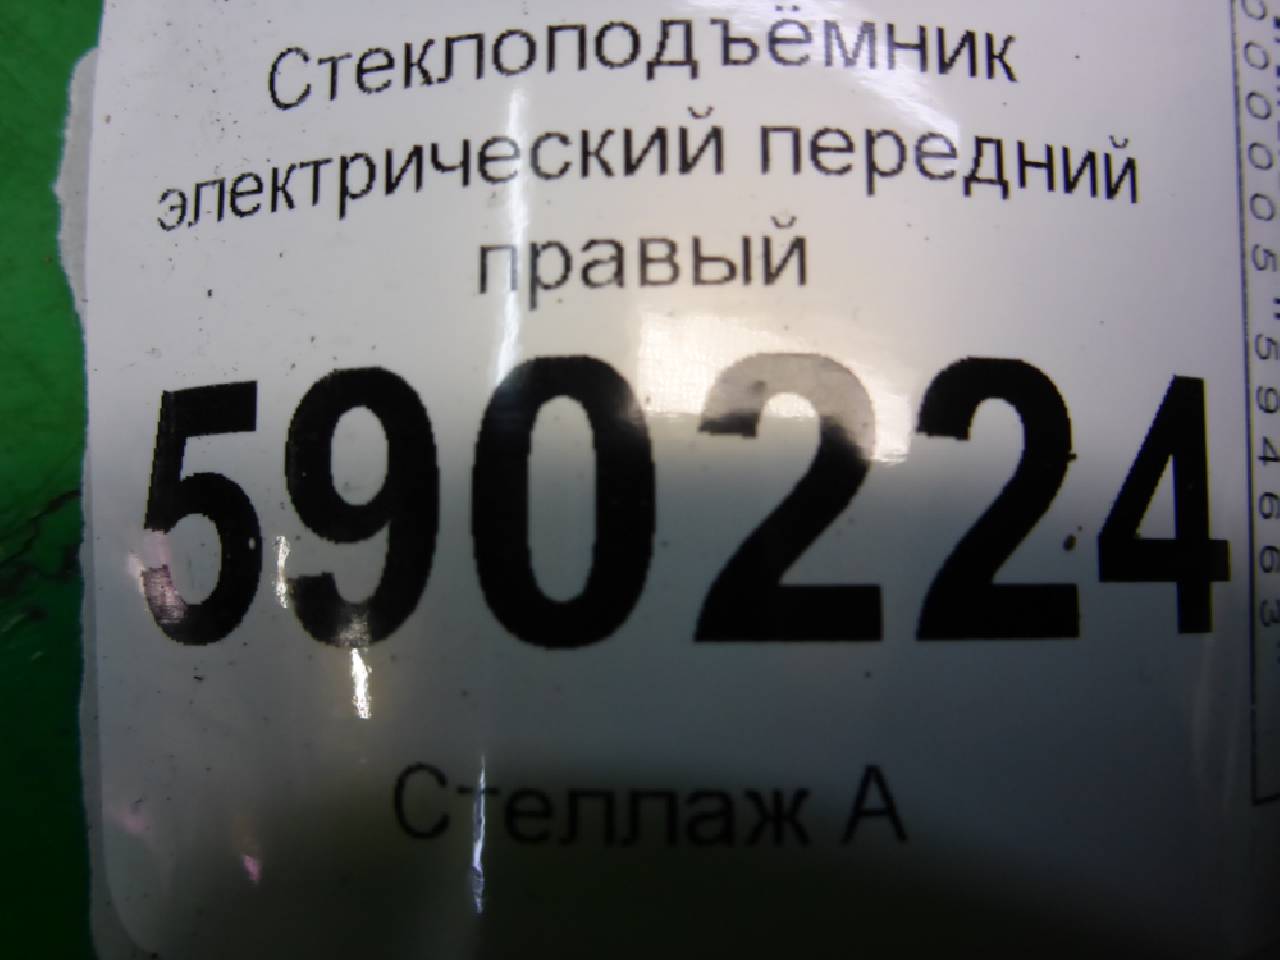 Стеклоподъёмник
электрический передний
правый
590224
Стеллаж А